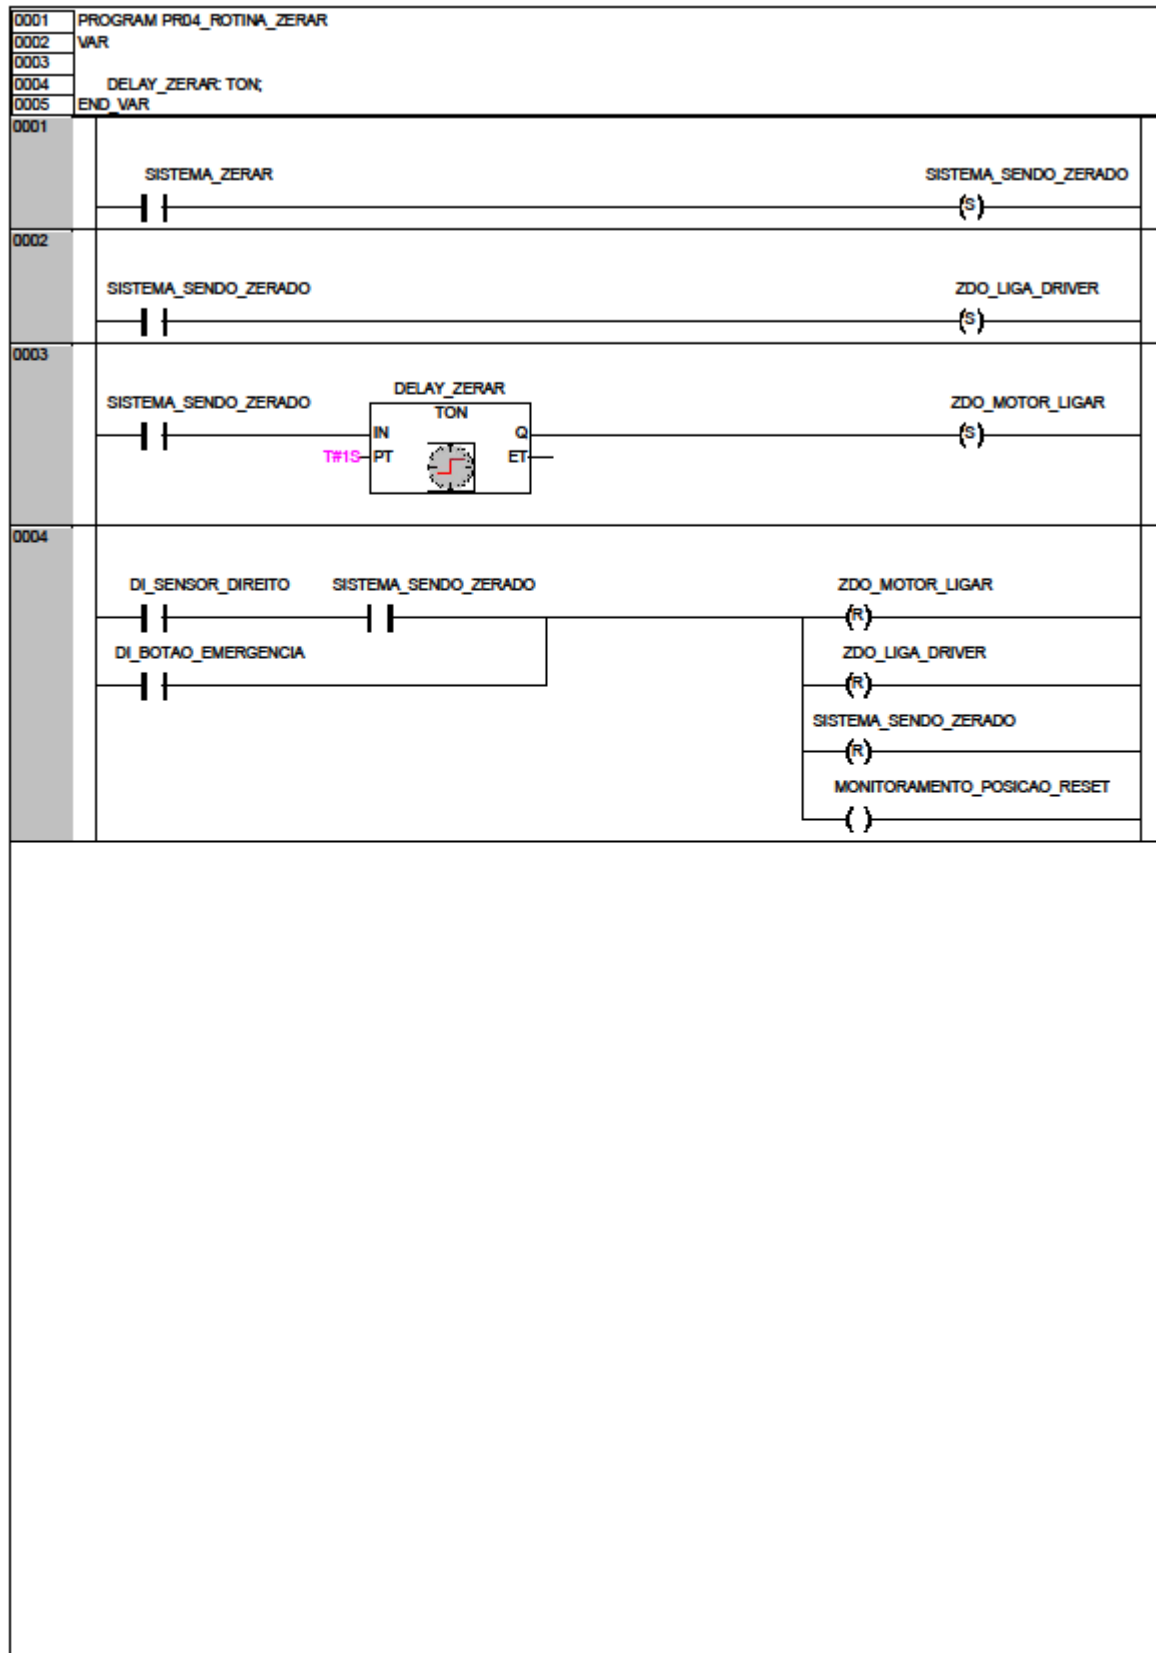 0001 PROGRAM PR04_ROTINA_ZERAR
0002 VAR
0003
0004 DELAY_ZERAR: TON;
0005 END_VAR
0001
SISTEMA_ZERAR SISTEMA_SENDO_ZERADO
(S)
0002
SISTEMA_SENDO_ZERADO ZDO_LIGA_DRIVER
(S)
0003
DELAY_ZERAR
SISTEMA_SENDO_ZERADO TON ZDO_MOTOR_LIGAR
IN Q (S)
T#1S PT ET
0004
DI_SENSOR_DIREITO SISTEMA_SENDO_ZERADO ZDO_MOTOR_LIGAR
(R)
DI_BOTAO_EMERGENCIA ZDO_LIGA_DRIVER
(R)
SISTEMA_SENDO_ZERADO
(R)
MONITORAMENTO_POSICAO_RESET
( )